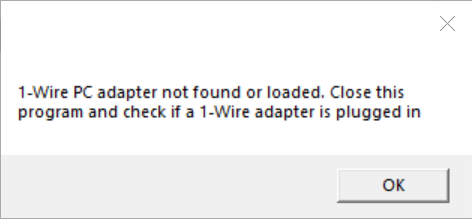 1-Wire PC adapter not found or loaded. Close this
program and check if a 1-Wire adapter is plugged in
OK